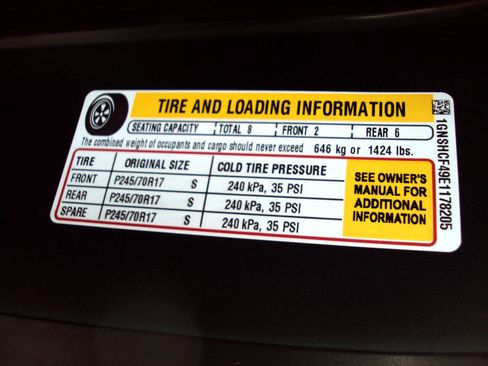 TIRE AND LOADING INFORMATION
SEATING CAPACITY TOTAL 8 FRONT 2 REAR 6
The combined weight of occupants and cargo should never exceed 646 kg or 1424 lbs.
TIRE ORIGINAL SIZE COLD TIRE PRESSURE
FRONT P245/70R17 S 240 kPa, 35 PSI
REAR P245/70R17 S 240 kPa, 35 PSI
SPARE P245/70R17 S 240 kPa, 35 PSI
SEE OWNER'S
MANUAL FOR
ADDITIONAL
INFORMATION
1GNSHCF49E1178205